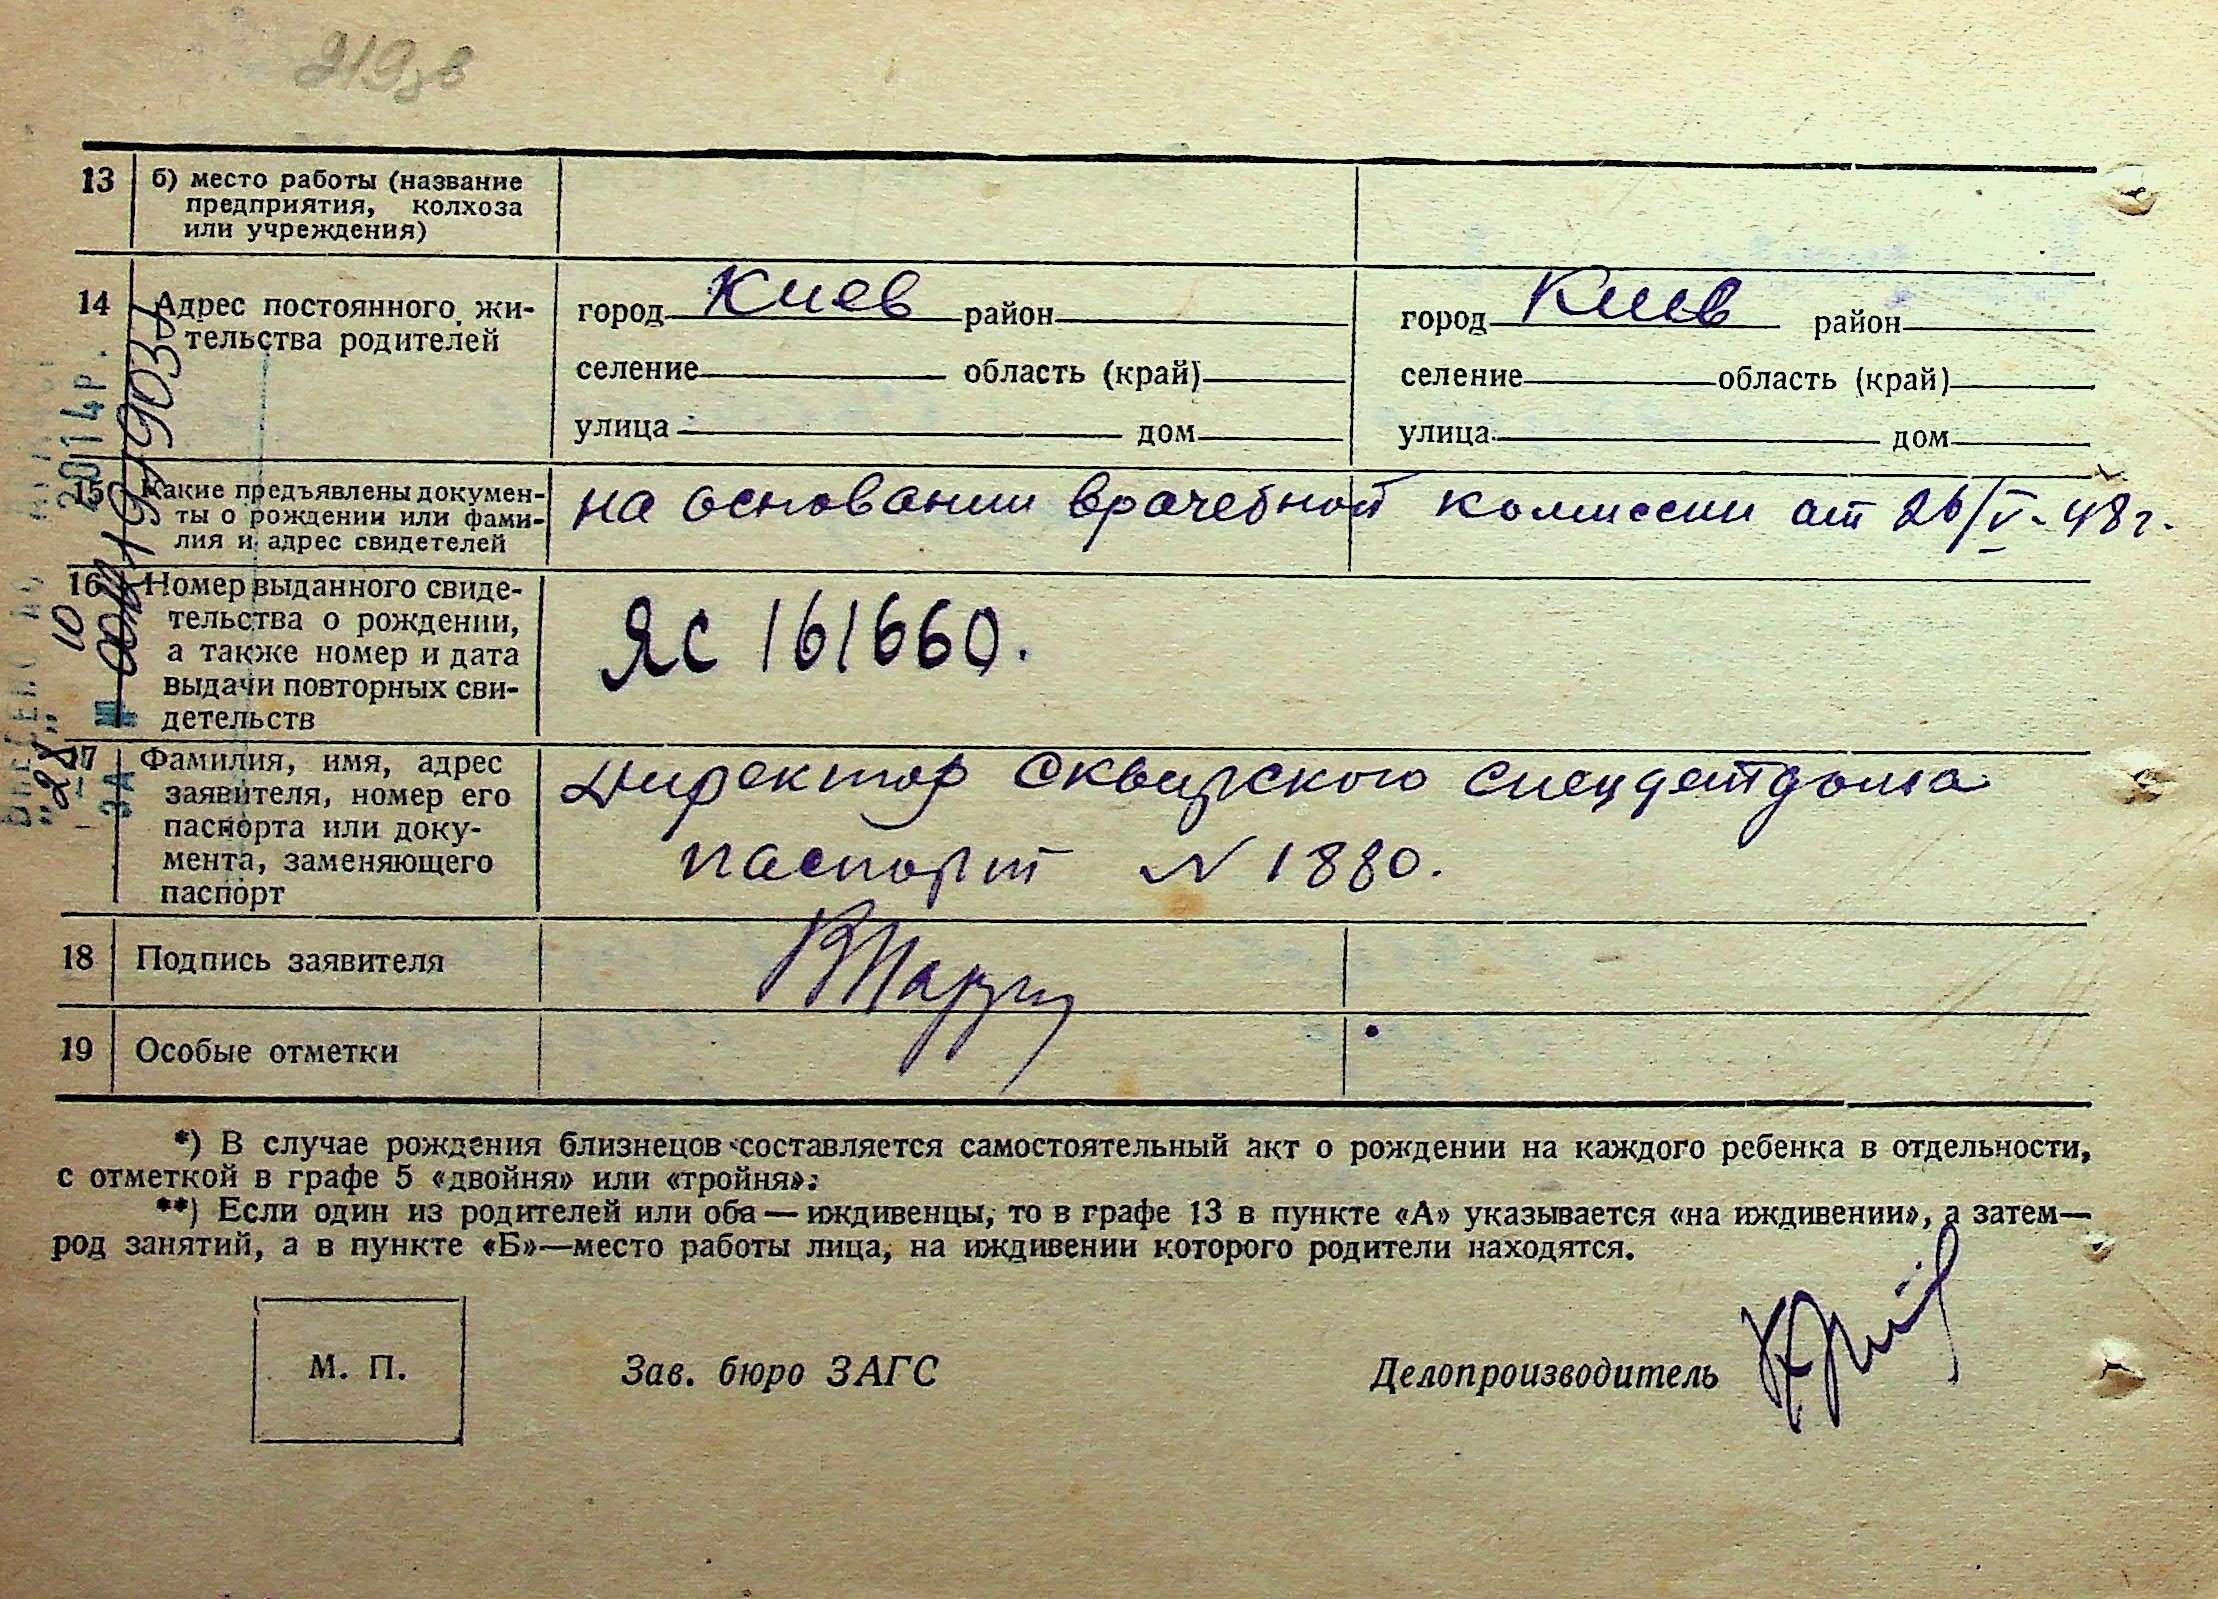 219зв
13 б) место работы (название
предприятия, колхоза
или учреждения)
14 Адрес постоянного жи-
тельства родителей
город Киев район
селение область (край)
улица дом
город Киев район
селение область (край)
улица дом
15 Какие предъявлены докумен-
ты о рождении или фами-
лия и адрес свидетелей
на основании врачебной комиссии от 26/V-48 г.
16 Номер выданного свиде-
тельства о рождении,
а также номер и дата
выдачи повторных сви-
детельств
ЯС 161660.
17 Фамилия, имя, адрес
заявителя, номер его
паспорта или доку-
мента, заменяющего
паспорт
Директор Сквирского спецдетдома
паспорт N 1880.
18 Подпись заявителя
19 Особые отметки
*) В случае рождения близнецов составляется самостоятельный акт о рождении на каждого ребенка в отдельности,
с отметкой в графе 5 «двойня» или «тройня».
**) Если один из родителей или оба — иждивенцы, то в графе 13 в пункте «А» указывается «на иждивении», а затем—
род занятий, а в пункте «Б»—место работы лица, на иждивении которого родители находятся.
М. П.
Зав. бюро ЗАГС
Делопроизводитель
"28" 10 2014р.
ЗА №